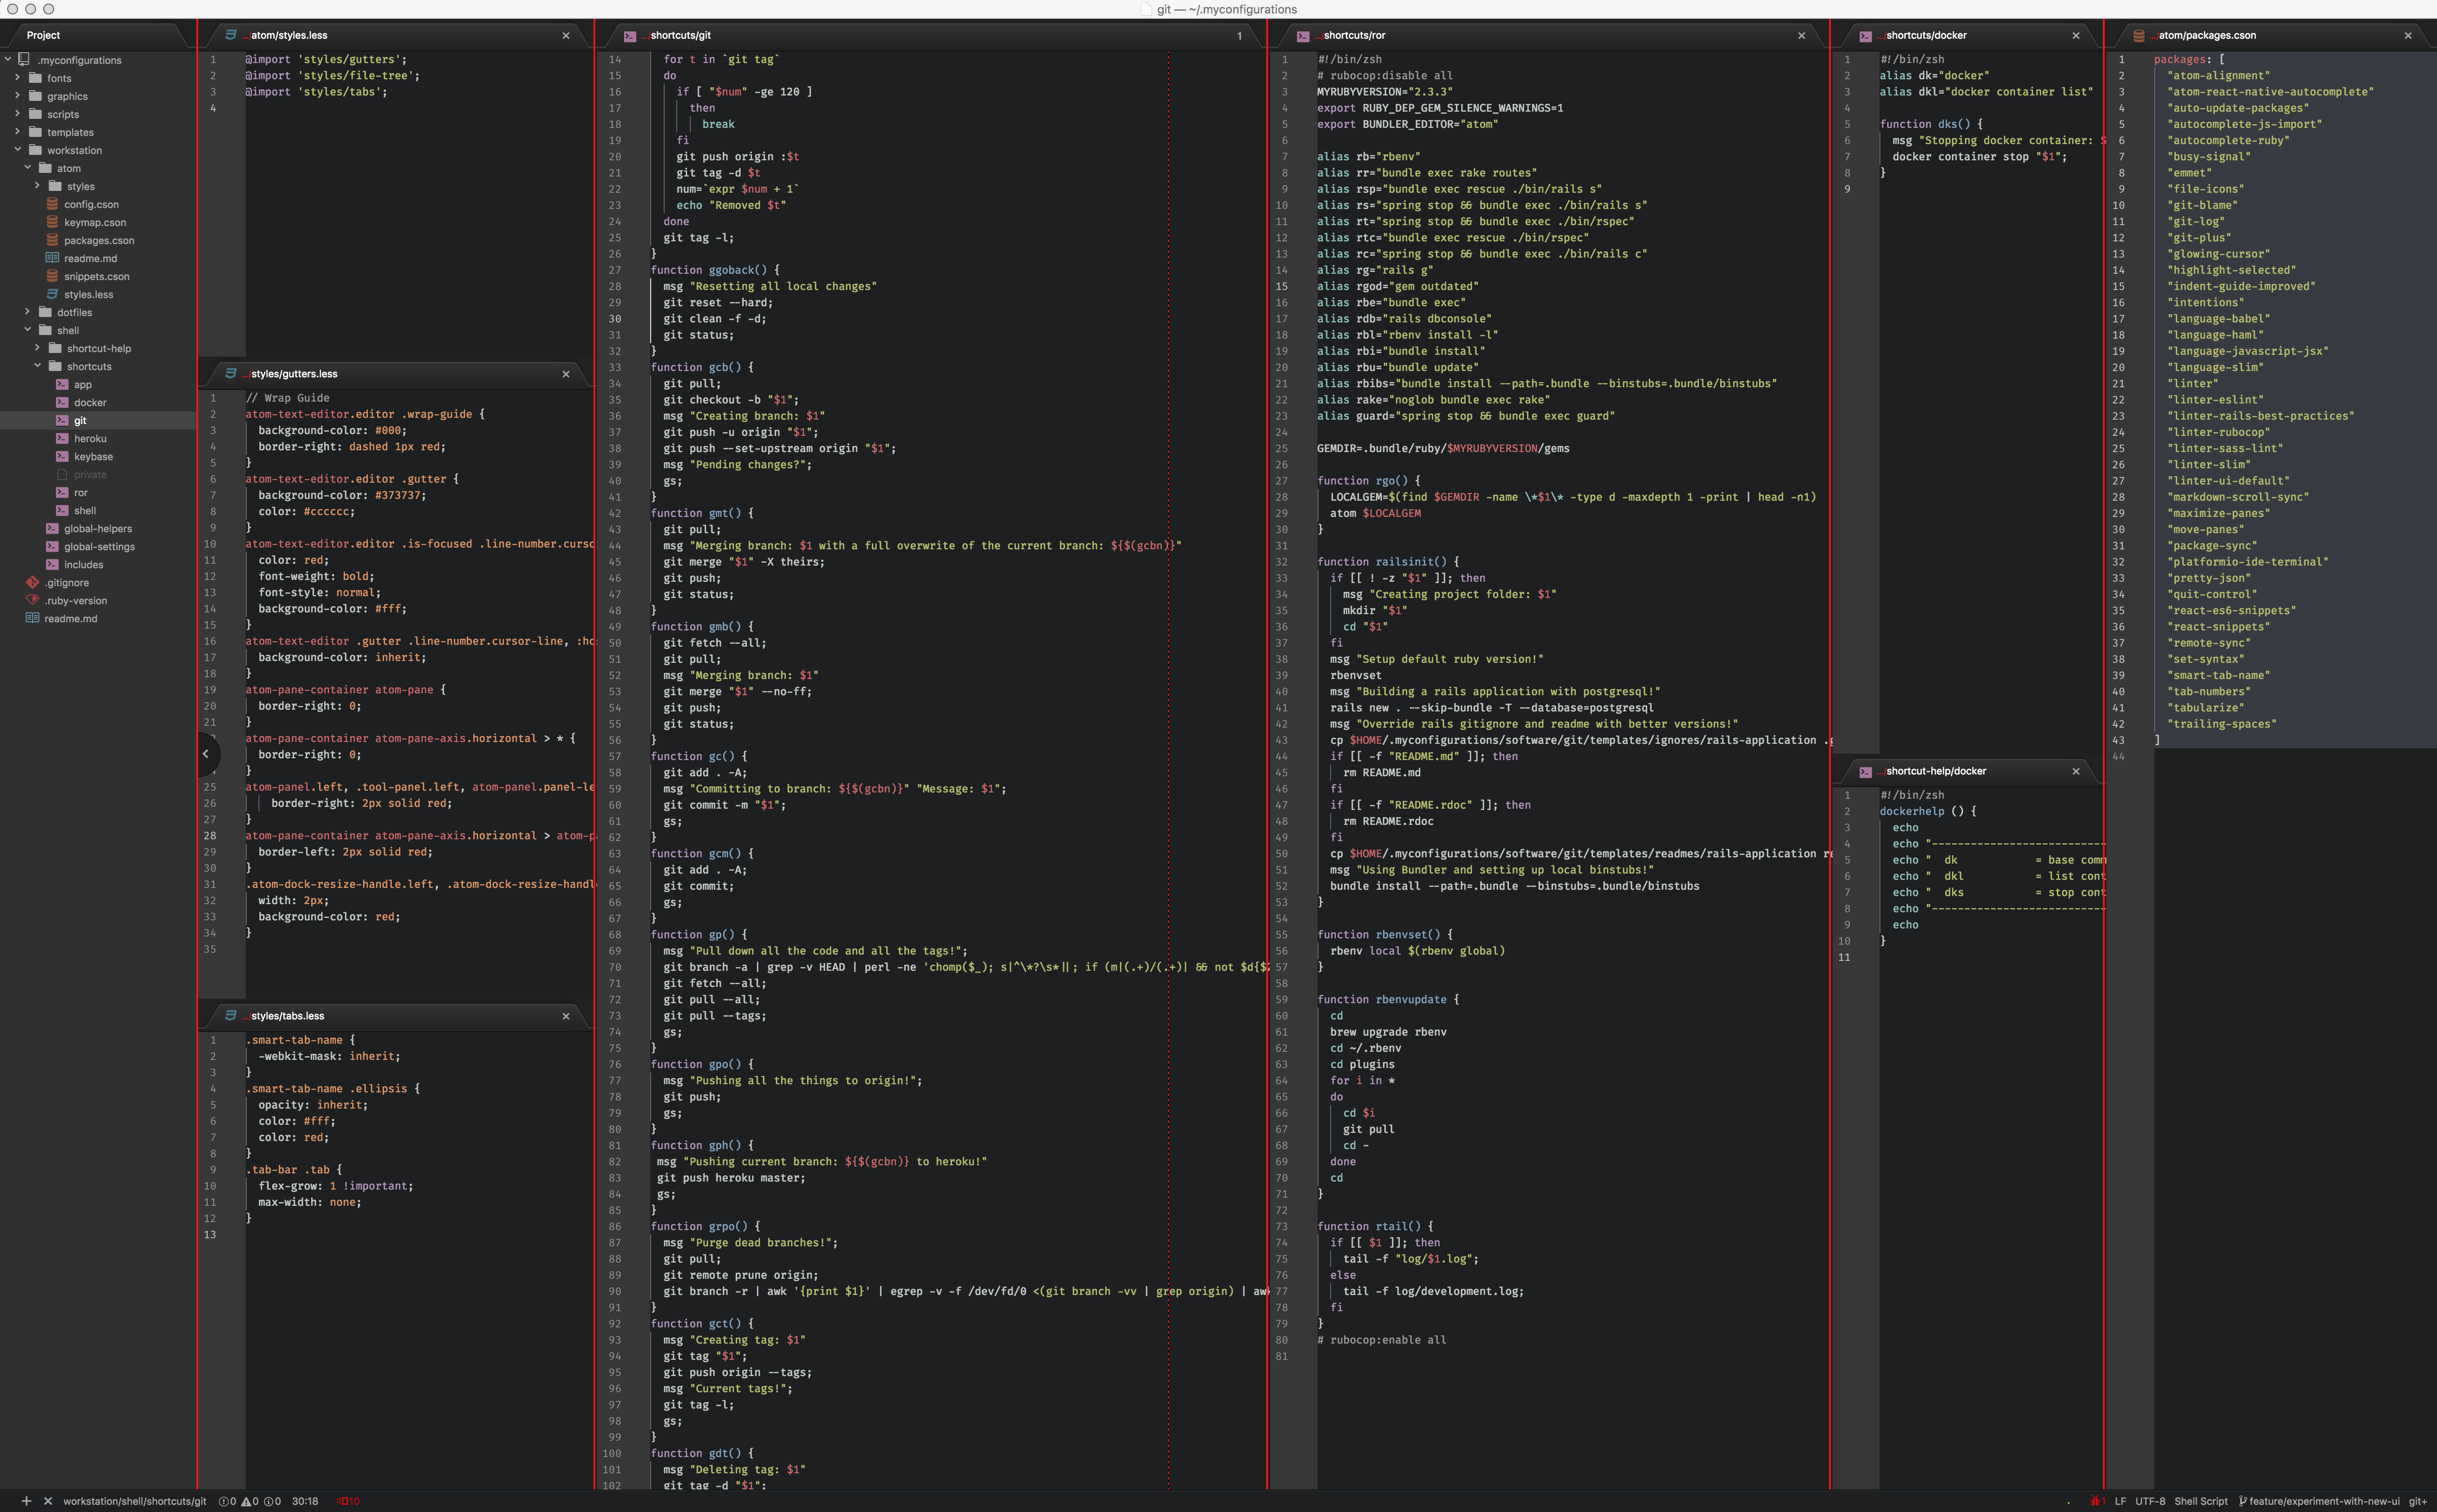 git — ~/.myconfigurations
Project
.myconfigurations
fonts
graphics
scripts
templates
workstation
atom
styles
config.cson
keymap.cson
packages.cson
readme.md
snippets.cson
styles.less
dotfiles
shell
shortcut-help
shortcuts
app
docker
git
heroku
keybase
private
ror
shell
global-helpers
global-settings
includes
.gitignore
.ruby-version
readme.md
.../atom/styles.less
1 @import 'styles/gutters';
2 @import 'styles/file-tree';
3 @import 'styles/tabs';
4
.../styles/gutters.less
1 // Wrap Guide
2 atom-text-editor.editor .wrap-guide {
3 background-color: #000;
4 border-right: dashed 1px red;
5 }
6 atom-text-editor.editor .gutter {
7 background-color: #373737;
8 color: #cccccc;
9 }
10 atom-text-editor.editor .is-focused .line-number.curso
11 color: red;
12 font-weight: bold;
13 font-style: normal;
14 background-color: #fff;
15 }
16 atom-text-editor .gutter .line-number.cursor-line, :ho
17 background-color: inherit;
18 }
19 atom-pane-container atom-pane {
20 border-right: 0;
21 }
atom-pane-container atom-pane-axis.horizontal > * {
border-right: 0;
}
25 atom-panel.left, .tool-panel.left, atom-panel.panel-le
26 border-right: 2px solid red;
27 }
28 atom-pane-container atom-pane-axis.horizontal > atom-p
29 border-left: 2px solid red;
30 }
31 .atom-dock-resize-handle.left, .atom-dock-resize-handl
32 width: 2px;
33 background-color: red;
34 }
35
.../styles/tabs.less
1 .smart-tab-name {
2 -webkit-mask: inherit;
3 }
4 .smart-tab-name .ellipsis {
5 opacity: inherit;
6 color: #fff;
7 color: red;
8 }
9 .tab-bar .tab {
10 flex-grow: 1 !important;
11 max-width: none;
12 }
13
.../shortcuts/git 1
14 for t in `git tag`
15 do
16 if [ "$num" -ge 120 ]
17 then
18 break
19 fi
20 git push origin :$t
21 git tag -d $t
22 num=`expr $num + 1`
23 echo "Removed $t"
24 done
25 git tag -l;
26 }
27 function ggoback() {
28 msg "Resetting all local changes"
29 git reset --hard;
30 git clean -f -d;
31 git status;
32 }
33 function gcb() {
34 git pull;
35 git checkout -b "$1";
36 msg "Creating branch: $1"
37 git push -u origin "$1";
38 git push --set-upstream origin "$1";
39 msg "Pending changes?";
40 gs;
41 }
42 function gmt() {
43 git pull;
44 msg "Merging branch: $1 with a full overwrite of the current branch: ${$(gcbn)}"
45 git merge "$1" -X theirs;
46 git push;
47 git status;
48 }
49 function gmb() {
50 git fetch --all;
51 git pull;
52 msg "Merging branch: $1"
53 git merge "$1" --no-ff;
54 git push;
55 git status;
56 }
57 function gc() {
58 git add . -A;
59 msg "Committing to branch: ${$(gcbn)}" "Message: $1";
60 git commit -m "$1";
61 gs;
62 }
63 function gcm() {
64 git add . -A;
65 git commit;
66 gs;
67 }
68 function gp() {
69 msg "Pull down all the code and all the tags!";
70 git branch -a | grep -v HEAD | perl -ne 'chomp($_); s|^\*?\s*||; if (m|(.+)/(.+)| && not $d{$2
71 git fetch --all;
72 git pull --all;
73 git pull --tags;
74 gs;
75 }
76 function gpo() {
77 msg "Pushing all the things to origin!";
78 git push;
79 gs;
80 }
81 function gph() {
82 msg "Pushing current branch: ${$(gcbn)} to heroku!"
83 git push heroku master;
84 gs;
85 }
86 function grpo() {
87 msg "Purge dead branches!";
88 git pull;
89 git remote prune origin;
90 git branch -r | awk '{print $1}' | egrep -v -f /dev/fd/0 <(git branch -vv | grep origin) | awk
91 }
92 function gct() {
93 msg "Creating tag: $1"
94 git tag "$1";
95 git push origin --tags;
96 msg "Current tags!";
97 git tag -l;
98 gs;
99 }
100 function gdt() {
101 msg "Deleting tag: $1"
102 git tag -d "$1";
.../shortcuts/ror
1 #!/bin/zsh
2 # rubocop:disable all
3 MYRUBYVERSION="2.3.3"
4 export RUBY_DEP_GEM_SILENCE_WARNINGS=1
5 export BUNDLER_EDITOR="atom"
6
7 alias rb="rbenv"
8 alias rr="bundle exec rake routes"
9 alias rsp="bundle exec rescue ./bin/rails s"
10 alias rs="spring stop && bundle exec ./bin/rails s"
11 alias rt="spring stop && bundle exec ./bin/rspec"
12 alias rtc="bundle exec rescue ./bin/rspec"
13 alias rc="spring stop && bundle exec ./bin/rails c"
14 alias rg="rails g"
15 alias rgod="gem outdated"
16 alias rbe="bundle exec"
17 alias rdb="rails dbconsole"
18 alias rbl="rbenv install -l"
19 alias rbi="bundle install"
20 alias rbu="bundle update"
21 alias rbibs="bundle install --path=.bundle --binstubs=.bundle/binstubs"
22 alias rake="noglob bundle exec rake"
23 alias guard="spring stop && bundle exec guard"
24
25 GEMDIR=.bundle/ruby/$MYRUBYVERSION/gems
26
27 function rgo() {
28 LOCALGEM=$(find $GEMDIR -name \*$1\* -type d -maxdepth 1 -print | head -n1)
29 atom $LOCALGEM
30 }
31
32 function railsinit() {
33 if [[ ! -z "$1" ]]; then
34 msg "Creating project folder: $1"
35 mkdir "$1"
36 cd "$1"
37 fi
38 msg "Setup default ruby version!"
39 rbenvset
40 msg "Building a rails application with postgresql!"
41 rails new . --skip-bundle -T --database=postgresql
42 msg "Override rails gitignore and readme with better versions!"
43 cp $HOME/.myconfigurations/software/git/templates/ignores/rails-application .g
44 if [[ -f "README.md" ]]; then
45 rm README.md
46 fi
47 if [[ -f "README.rdoc" ]]; then
48 rm README.rdoc
49 fi
50 cp $HOME/.myconfigurations/software/git/templates/readmes/rails-application re
51 msg "Using Bundler and setting up local binstubs!"
52 bundle install --path=.bundle --binstubs=.bundle/binstubs
53 }
54
55 function rbenvset() {
56 rbenv local $(rbenv global)
57 }
58
59 function rbenvupdate {
60 cd
61 brew upgrade rbenv
62 cd ~/.rbenv
63 cd plugins
64 for i in *
65 do
66 cd $i
67 git pull
68 cd -
69 done
70 cd
71 }
72
73 function rtail() {
74 if [[ $1 ]]; then
75 tail -f "log/$1.log";
76 else
77 tail -f log/development.log;
78 fi
79 }
80 # rubocop:enable all
81
.../shortcuts/docker
1 #!/bin/zsh
2 alias dk="docker"
3 alias dkl="docker container list"
4
5 function dks() {
6 msg "Stopping docker container: $
7 docker container stop "$1";
8 }
9
.../shortcut-help/docker
1 #!/bin/zsh
2 dockerhelp () {
3 echo
4 echo "---------------------------
5 echo " dk = base comm
6 echo " dkl = list cont
7 echo " dks = stop cont
8 echo "---------------------------
9 echo
10 }
11
.../atom/packages.cson
1 packages: [
2 "atom-alignment"
3 "atom-react-native-autocomplete"
4 "auto-update-packages"
5 "autocomplete-js-import"
6 "autocomplete-ruby"
7 "busy-signal"
8 "emmet"
9 "file-icons"
10 "git-blame"
11 "git-log"
12 "git-plus"
13 "glowing-cursor"
14 "highlight-selected"
15 "indent-guide-improved"
16 "intentions"
17 "language-babel"
18 "language-haml"
19 "language-javascript-jsx"
20 "language-slim"
21 "linter"
22 "linter-eslint"
23 "linter-rails-best-practices"
24 "linter-rubocop"
25 "linter-sass-lint"
26 "linter-slim"
27 "linter-ui-default"
28 "markdown-scroll-sync"
29 "maximize-panes"
30 "move-panes"
31 "package-sync"
32 "platformio-ide-terminal"
33 "pretty-json"
34 "quit-control"
35 "react-es6-snippets"
36 "react-snippets"
37 "remote-sync"
38 "set-syntax"
39 "smart-tab-name"
40 "tab-numbers"
41 "tabularize"
42 "trailing-spaces"
43 ]
44
workstation/shell/shortcuts/git 0 0 0 30:18 10
1 LF UTF-8 Shell Script feature/experiment-with-new-ui git+